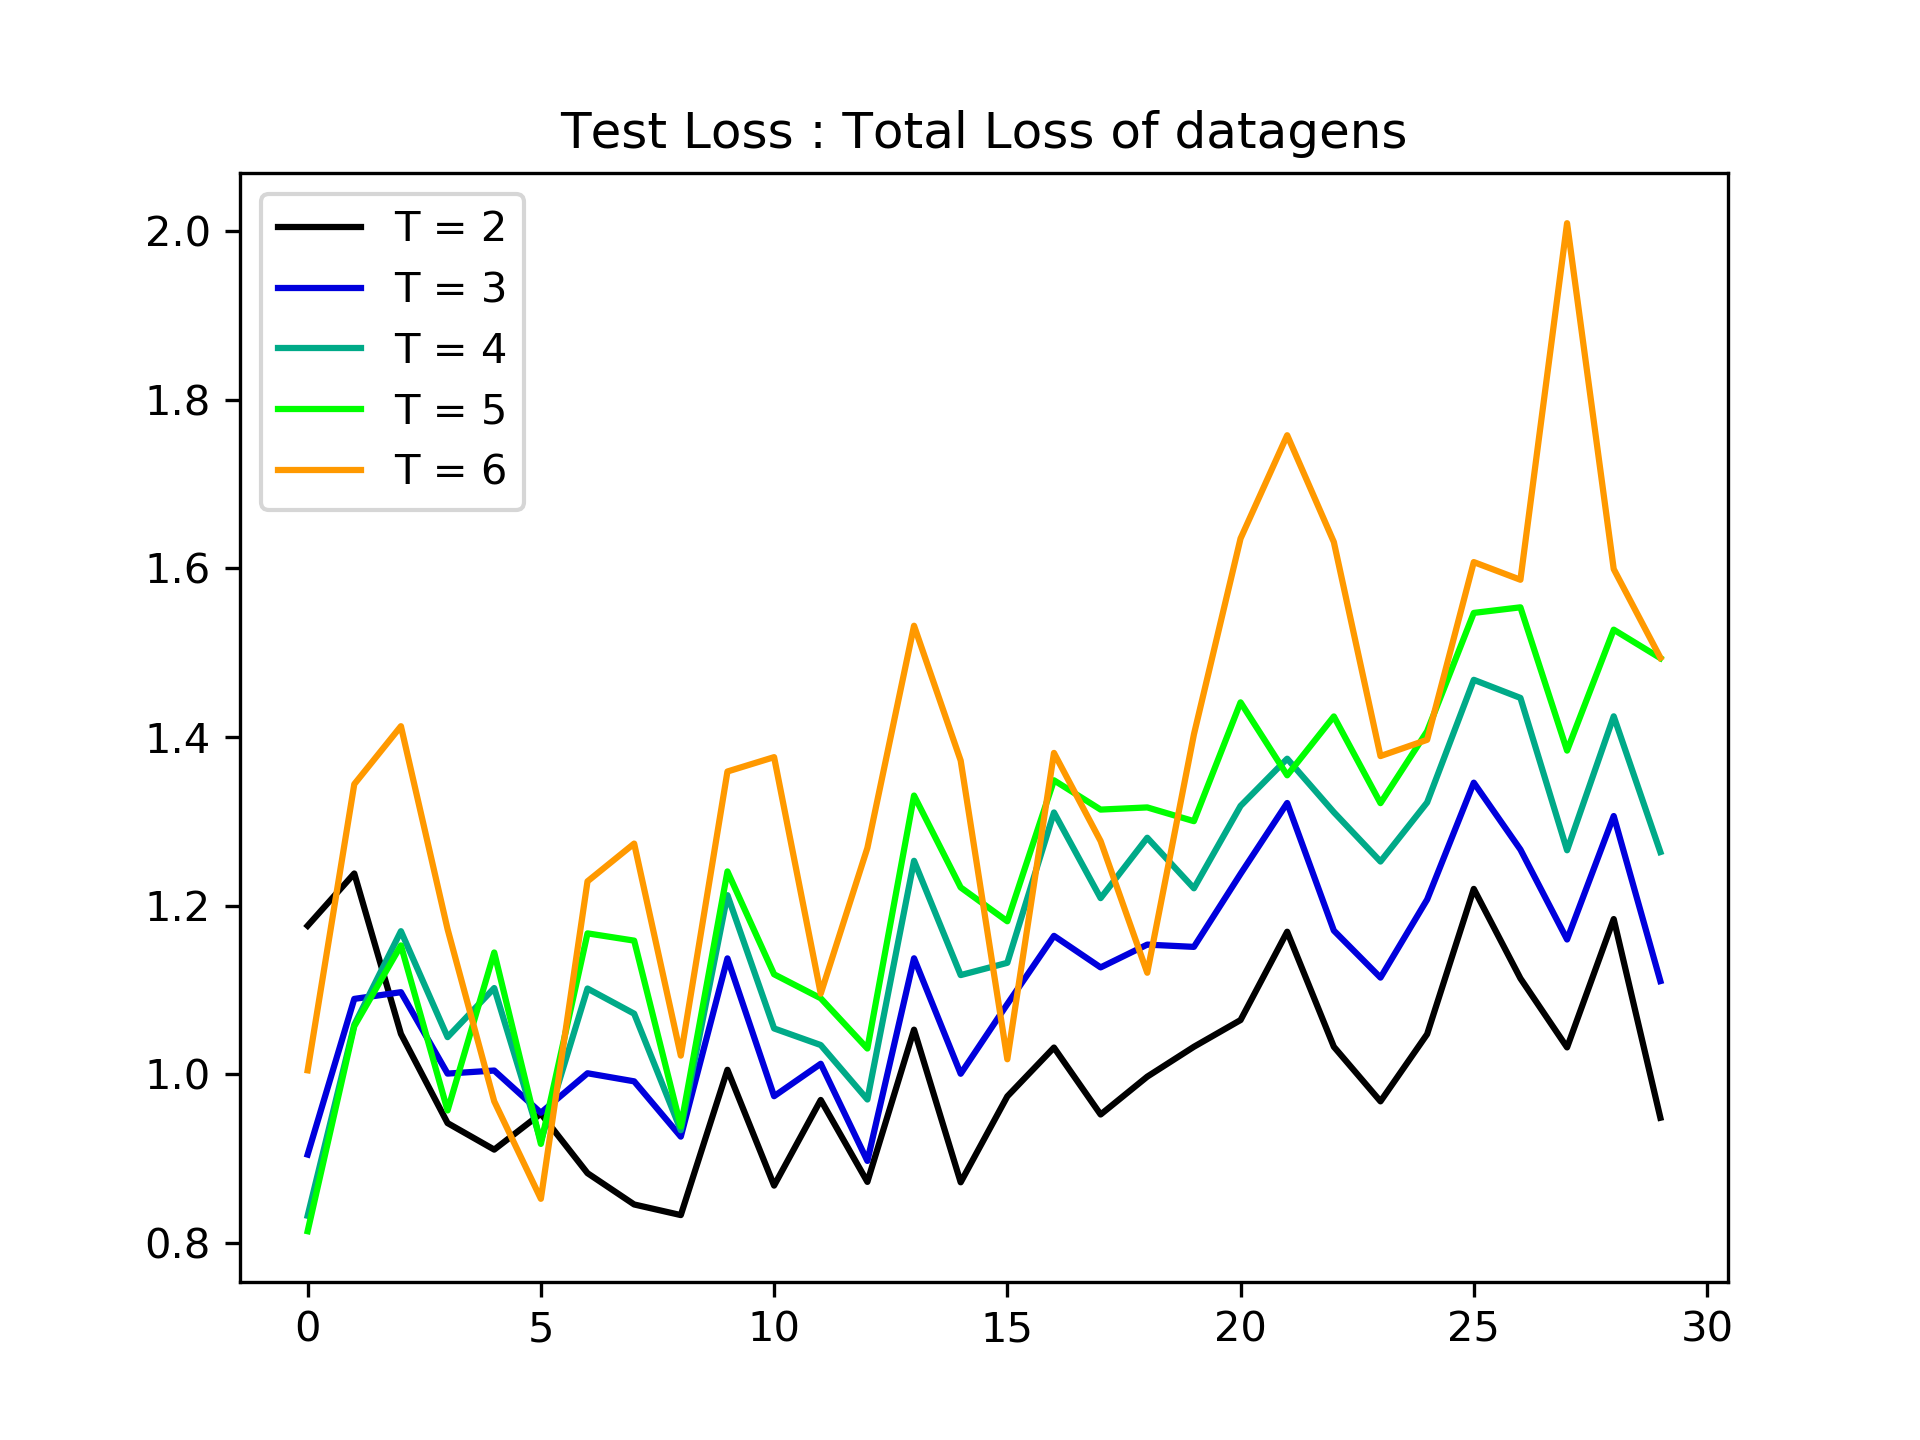 Test Loss : Total Loss of datagens
2.0
1.8
1.6
1.4
1.2
1.0
0.8
T = 2
T = 3
T = 4
T = 5
T = 6
0 5 10 15 20 25 30